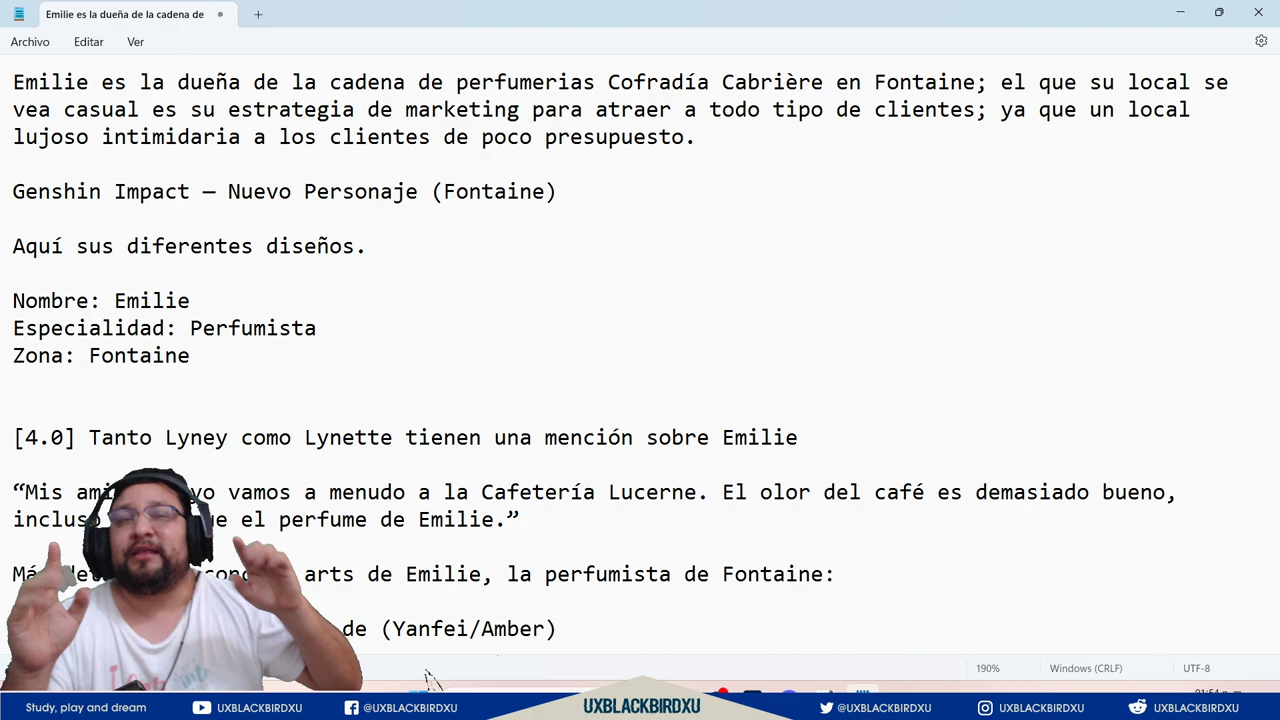 Emilie es la dueña de la cadena de
Archivo Editar Ver
Emilie es la dueña de la cadena de perfumerias Cofradía Cabrière en Fontaine; el que su local se
vea casual es su estrategia de marketing para atraer a todo tipo de clientes; ya que un local
lujoso intimidaria a los clientes de poco presupuesto.
Genshin Impact — Nuevo Personaje (Fontaine)
Aquí sus diferentes diseños.
Nombre: Emilie
Especialidad: Perfumista
Zona: Fontaine
[4.0] Tanto Lyney como Lynette tienen una mención sobre Emilie
“Mis yo vamos a menudo a la Cafetería Lucerne. El olor del café es demasiado bueno,
incluso el perfume de Emilie.”
arts de Emilie, la perfumista de Fontaine:
de (Yanfei/Amber)
190% Windows (CRLF) UTF-8
Study, play and dream UXBLACKBIRDXU @UXBLACKBIRDXU UXBLACKBIRDXU @UXBLACKBIRDXU UXBLACKBIRDXU UXBLACKBIRDXU